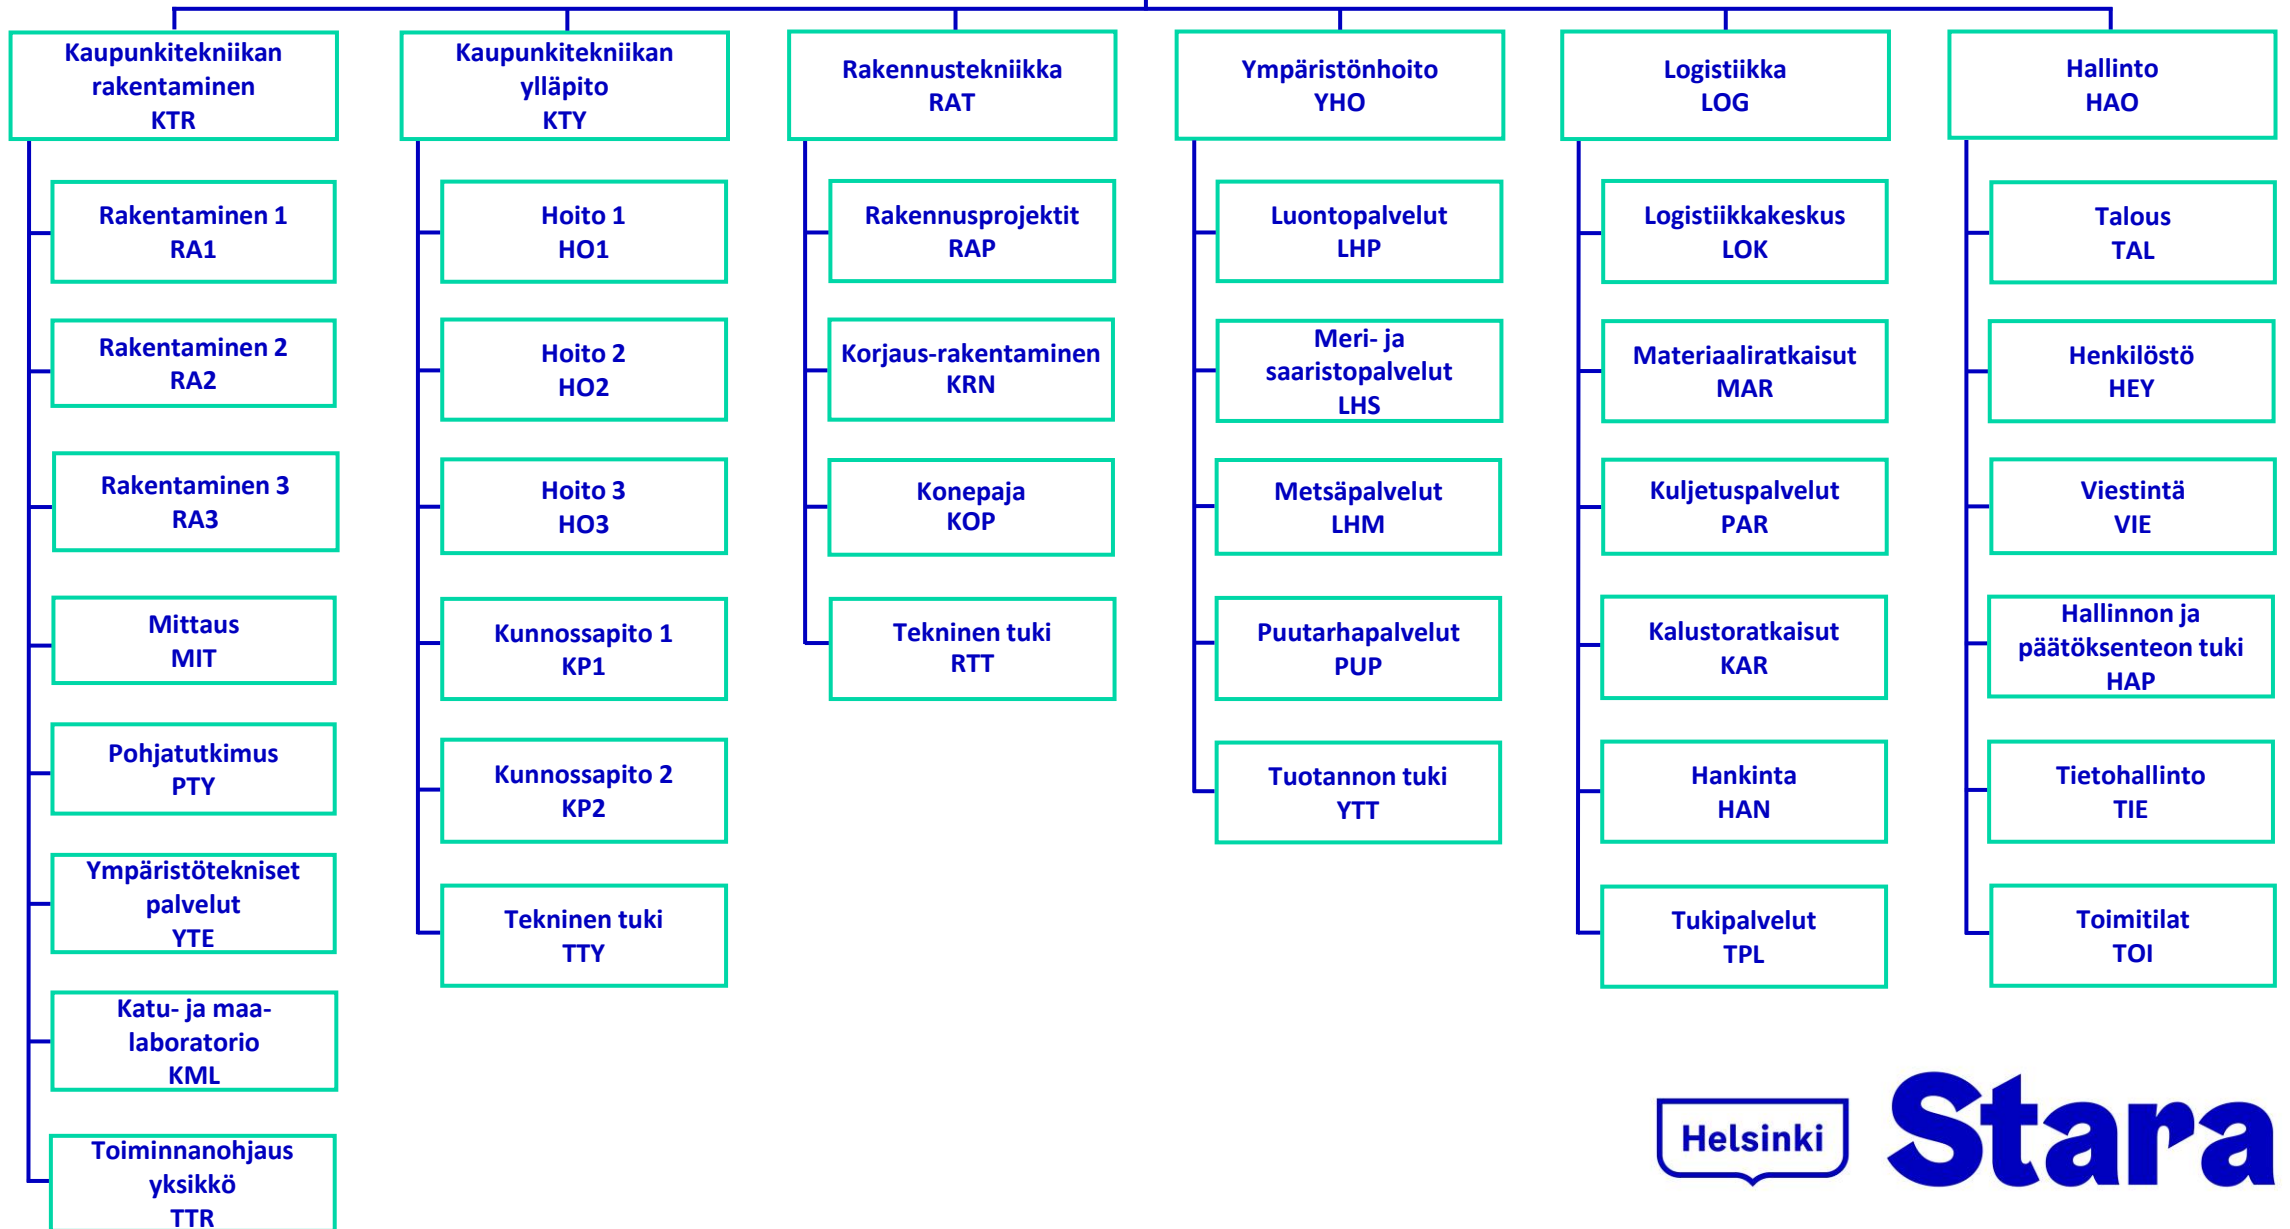 Kaupunkitekniikan
rakentaminen
KTR
Rakentaminen 1
RA1
Rakentaminen 2
RA2
Rakentaminen 3
RA3
Mittaus
MIT
Pohjatutkimus
PTY
Ympäristötekniset
palvelut
YTE
Katu- ja maa-
laboratorio
KML
Toiminnanohjaus
yksikkö
TTR
Kaupunkitekniikan
ylläpito
KTY
Hoito 1
HO1
Hoito 2
HO2
Hoito 3
HO3
Kunnossapito 1
KP1
Kunnossapito 2
KP2
Tekninen tuki
TTY
Rakennustekniikka
RAT
Rakennusprojektit
RAP
Korjaus-rakentaminen
KRN
Konepaja
KOP
Tekninen tuki
RTT
Ympäristönhoito
YHO
Luontopalvelut
LHP
Meri- ja
saaristopalvelut
LHS
Metsäpalvelut
LHM
Puutarhapalvelut
PUP
Tuotannon tuki
YTT
Logistiikka
LOG
Logistiikkakeskus
LOK
Materiaaliratkaisut
MAR
Kuljetuspalvelut
PAR
Kalustoratkaisut
KAR
Hankinta
HAN
Tukipalvelut
TPL
Hallinto
HAO
Talous
TAL
Henkilöstö
HEY
Viestintä
VIE
Hallinnon ja
päätöksenteon tuki
HAP
Tietohallinto
TIE
Toimitilat
TOI
Helsinki
Stara